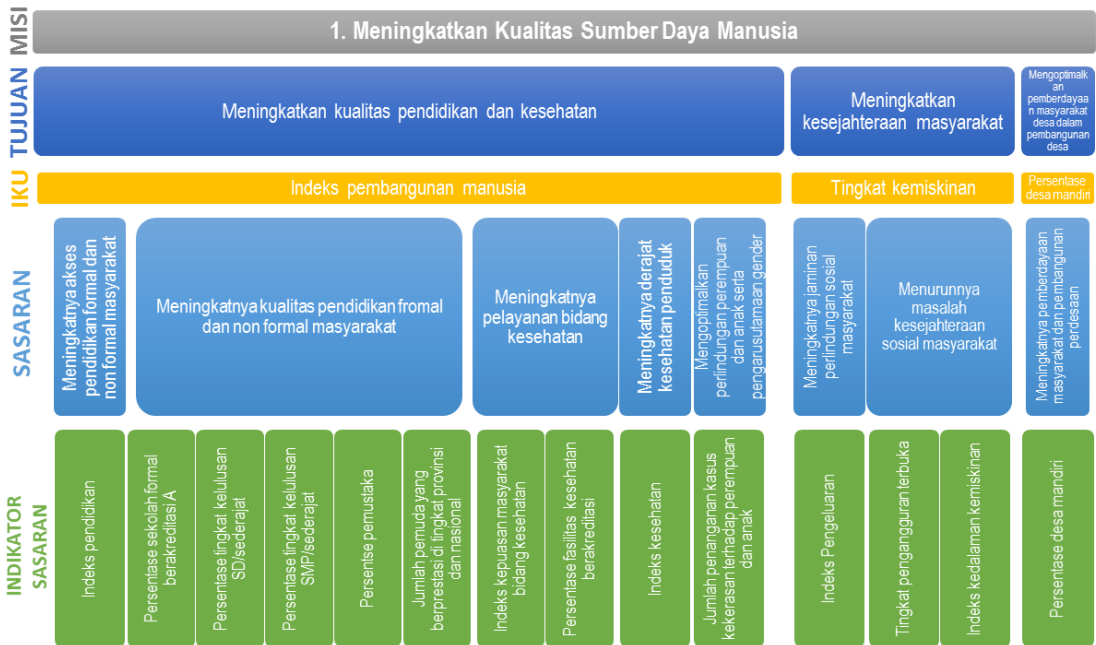 MISI
1. Meningkatkan Kualitas Sumber Daya Manusia
TUJUAN
Meningkatkan kualitas pendidikan dan kesehatan
Meningkatkan
kesejahteraan masyarakat
Mengoptimalk
an
pemberdayaa
n masyarakat
desa dalam
pembangunan
desa
IKU
Indeks pembangunan manusia
Tingkat kemiskinan
Persentase
desa mandiri
SASARAN
Meningkatnya akses
pendidikan formal dan
non formal masyarakat
Meningkatnya kualitas pendidikan fromal
dan non formal masyarakat
Meningkatnya
pelayanan bidang
kesehatan
Meningkatnya derajat
kesehatan penduduk
Mengoptimalkan
perlindungan perempuan
dan anak serta
pengarusutamaan gender
Meningkatnya jaminan
perlindungan sosial
masyarakat
Menurunnya
masalah
kesejahteraan
sosial masyarakat
Meningkatnya pemberdayaan
masyarakat dan pembangunan
perdesaan
INDIKATOR
SASARAN
Indeks pendidikan
Persentase sekolah formal
berakreditasi A
Persentase tingkat kelulusan
SD/sederajat
Persentase tingkat kelulusan
SMP/sederajat
Persentise pemustaka
Jumlah pemuda yang
berprestasi di tingkat provinsi
dan nasional
Indeks kepuasan masyarakat
bidang kesehatan
Persentase fasilitas kesehatan
berakreditasi
Indeks kesehatan
Jumlah penanganan kasus
kekerasan terhadap perempuan
dan anak
Indeks Pengeluaran
Tingkat pengangguran terbuka
Indeks kedalaman kemiskinan
Persentase desa mandiri